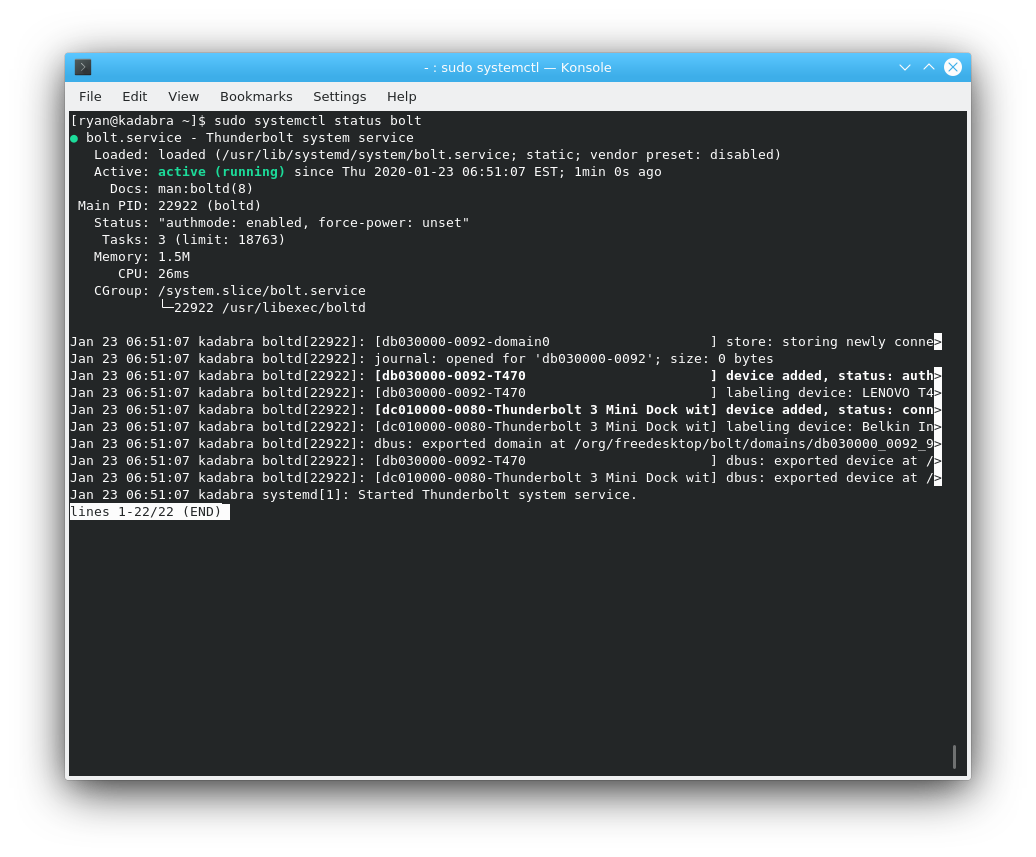 - : sudo systemctl — Konsole
File Edit View Bookmarks Settings Help
[ryan@kadabra ~]$ sudo systemctl status bolt
● bolt.service - Thunderbolt system service
   Loaded: loaded (/usr/lib/systemd/system/bolt.service; static; vendor preset: disabled)
   Active: active (running) since Thu 2020-01-23 06:51:07 EST; 1min 0s ago
     Docs: man:boltd(8)
 Main PID: 22922 (boltd)
   Status: "authmode: enabled, force-power: unset"
    Tasks: 3 (limit: 18763)
   Memory: 1.5M
      CPU: 26ms
   CGroup: /system.slice/bolt.service
           └─22922 /usr/libexec/boltd
Jan 23 06:51:07 kadabra boltd[22922]: [db030000-0092-domain0                    ] store: storing newly conne>
Jan 23 06:51:07 kadabra boltd[22922]: journal: opened for 'db030000-0092'; size: 0 bytes
Jan 23 06:51:07 kadabra boltd[22922]: [db030000-0092-T470                       ] device added, status: auth>
Jan 23 06:51:07 kadabra boltd[22922]: [db030000-0092-T470                       ] labeling device: LENOVO T4>
Jan 23 06:51:07 kadabra boltd[22922]: [dc010000-0080-Thunderbolt 3 Mini Dock wit] device added, status: conn>
Jan 23 06:51:07 kadabra boltd[22922]: [dc010000-0080-Thunderbolt 3 Mini Dock wit] labeling device: Belkin In>
Jan 23 06:51:07 kadabra boltd[22922]: dbus: exported domain at /org/freedesktop/bolt/domains/db030000_0092_9>
Jan 23 06:51:07 kadabra boltd[22922]: [db030000-0092-T470                       ] dbus: exported device at />
Jan 23 06:51:07 kadabra boltd[22922]: [dc010000-0080-Thunderbolt 3 Mini Dock wit] dbus: exported device at />
Jan 23 06:51:07 kadabra systemd[1]: Started Thunderbolt system service.
lines 1-22/22 (END)